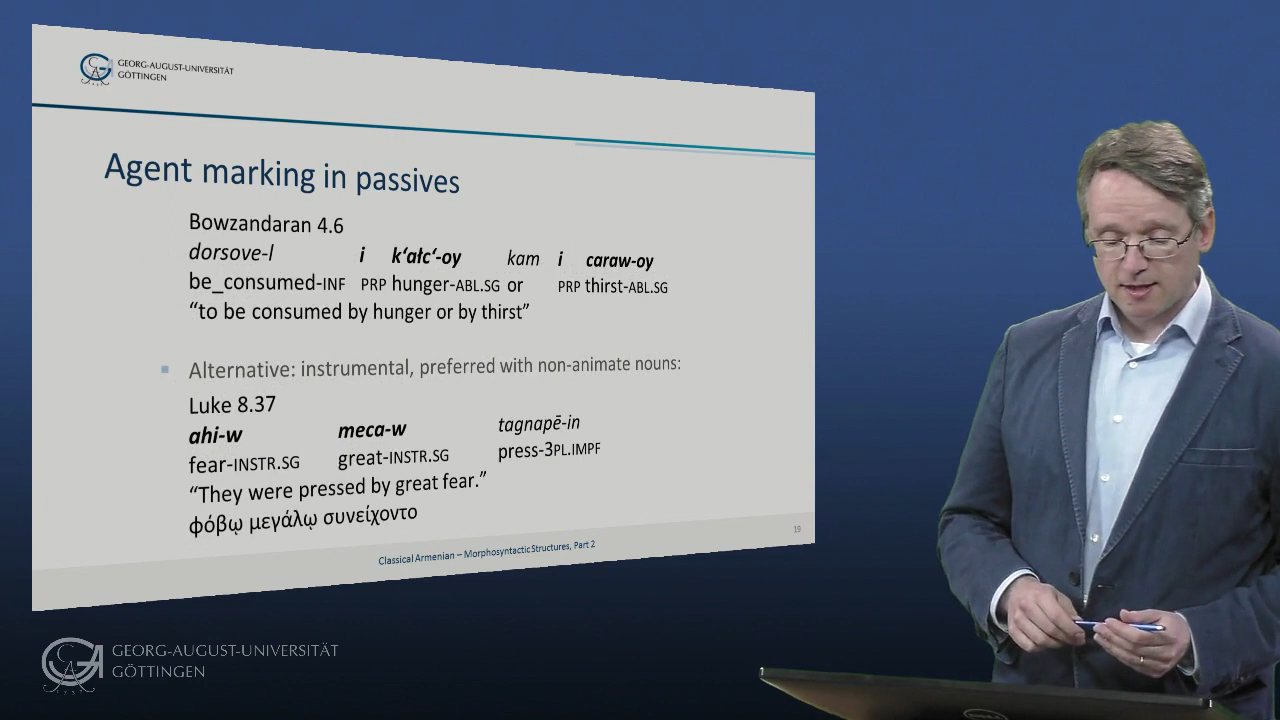 GEORG-AUGUST-UNIVERSITÄT
GÖTTINGEN
Agent marking in passives
Bowzandaran 4.6
dorsove-l i k‘ałc‘-oy kam i caraw-oy
be_consumed-INF PRP hunger-ABL.SG or PRP thirst-ABL.SG
“to be consumed by hunger or by thirst”
Alternative: instrumental, preferred with non-animate nouns:
Luke 8.37
ahi-w meca-w tagnapē-in
fear-INSTR.SG great-INSTR.SG press-3PL.IMPF
“They were pressed by great fear.”
φόβῳ μεγάλῳ συνείχοντο
19
Classical Armenian – Morphosyntactic Structures, Part 2
GEORG-AUGUST-UNIVERSITÄT
GÖTTINGEN